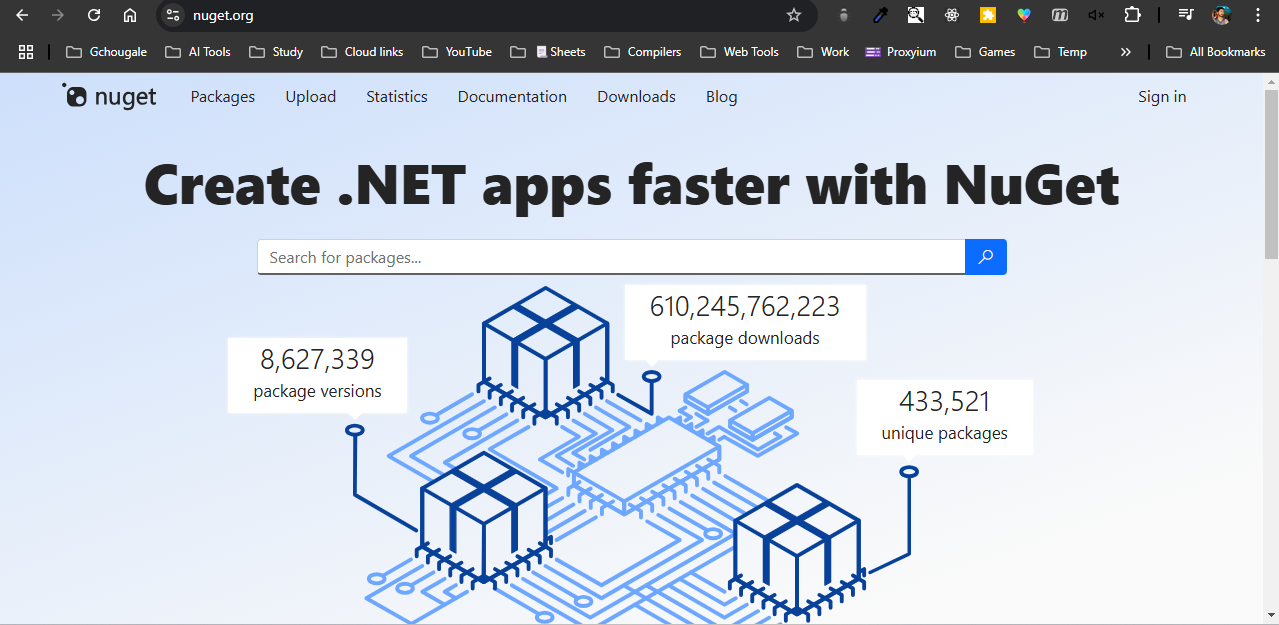 nuget.org
Gchougale AI Tools Study Cloud links YouTube Sheets Compilers Web Tools Work Proxyium Games Temp » All Bookmarks
nuget Packages Upload Statistics Documentation Downloads Blog Sign in
Create .NET apps faster with NuGet
Search for packages...
610,245,762,223
package downloads
8,627,339
package versions
433,521
unique packages